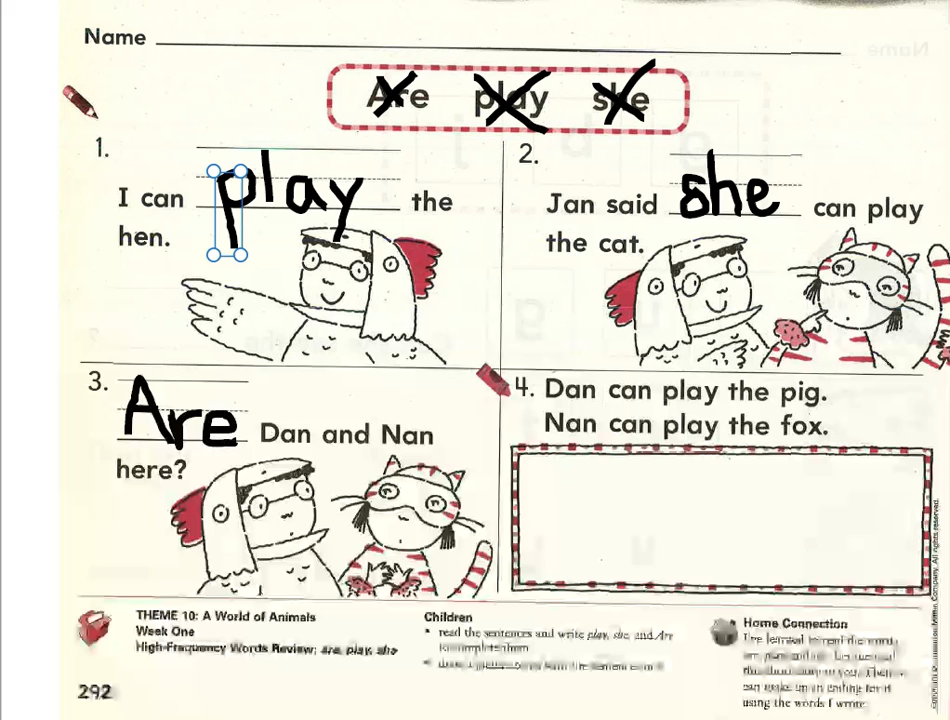 Name
Are play she
1.
I can play the
hen.
2.
Jan said she can play
the cat.
3.
Are Dan and Nan
here?
4. Dan can play the pig.
Nan can play the fox.
THEME 10: A World of Animals
Week One
High-Frequency Words Review: are, play, she
292
Children
• read the sentences and write play, she, and Are
Home Connection
using the words I wrote.